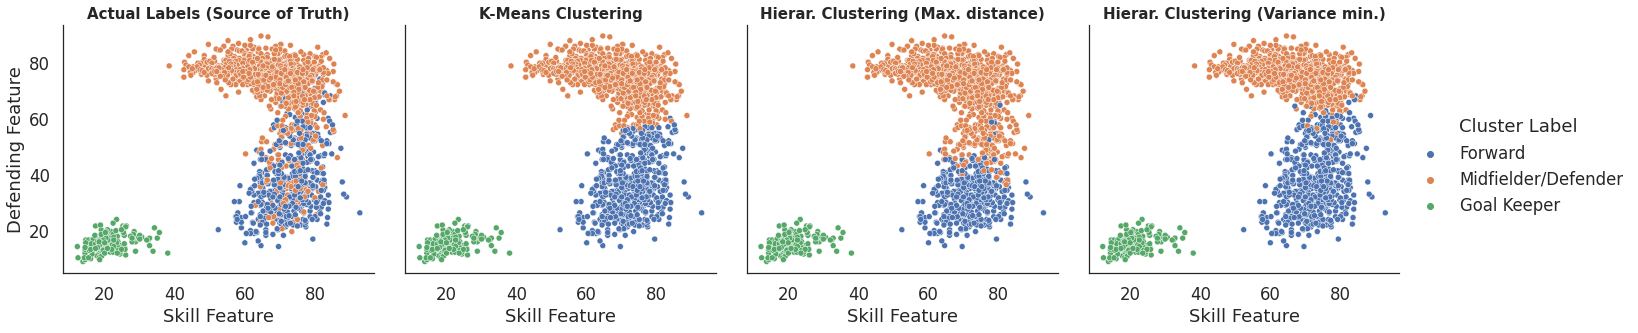 Actual Labels (Source of Truth)
K-Means Clustering
Hierar. Clustering (Max. distance)
Hierar. Clustering (Variance min.)
Defending Feature
80
60
40
20
20 40 60 80
20 40 60 80
20 40 60 80
20 40 60 80
Skill Feature
Skill Feature
Skill Feature
Skill Feature
Cluster Label
Forward
Midfielder/Defender
Goal Keeper